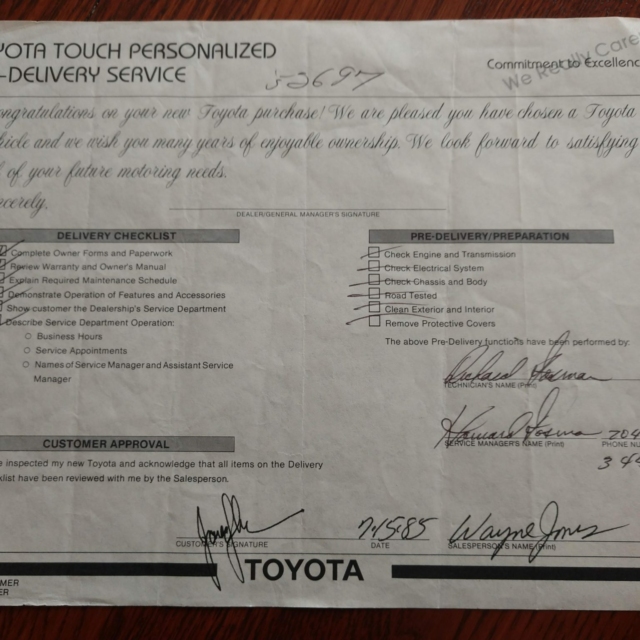 YOTA TOUCH PERSONALIZED
-DELIVERY SERVICE
53697
Commitment to Excellenc
We Really Care
ongratulations on your new Toyota purchase! We are pleased you have chosen a Toyota
hicle and we wish you many years of enjoyable ownership. We look forward to satisfying
of your future motoring needs.
ncerely,
DEALER/GENERAL MANAGER'S SIGNATURE
DELIVERY CHECKLIST
Complete Owner Forms and Paperwork
Review Warranty and Owner's Manual
Explain Required Maintenance Schedule
Demonstrate Operation of Features and Accessories
Show customer the Dealership's Service Department
Describe Service Department Operation:
Business Hours
Service Appointments
Names of Service Manager and Assistant Service
Manager
PRE-DELIVERY/PREPARATION
Check Engine and Transmission
Check Electrical System
Check Chassis and Body
Road Tested
Clean Exterior and Interior
Remove Protective Covers
The above Pre-Delivery functions have been performed by:
TECHNICIAN'S NAME (Print)
Howard 704
SERVICE MANAGER'S NAME (Print) PHONE NU
344
CUSTOMER APPROVAL
e inspected my new Toyota and acknowledge that all items on the Delivery
klist have been reviewed with me by the Salesperson.
7-15-85 Wayne Jones
CUSTOMER'S SIGNATURE DATE SALESPERSON'S NAME (Print)
TOYOTA
OMER
ER